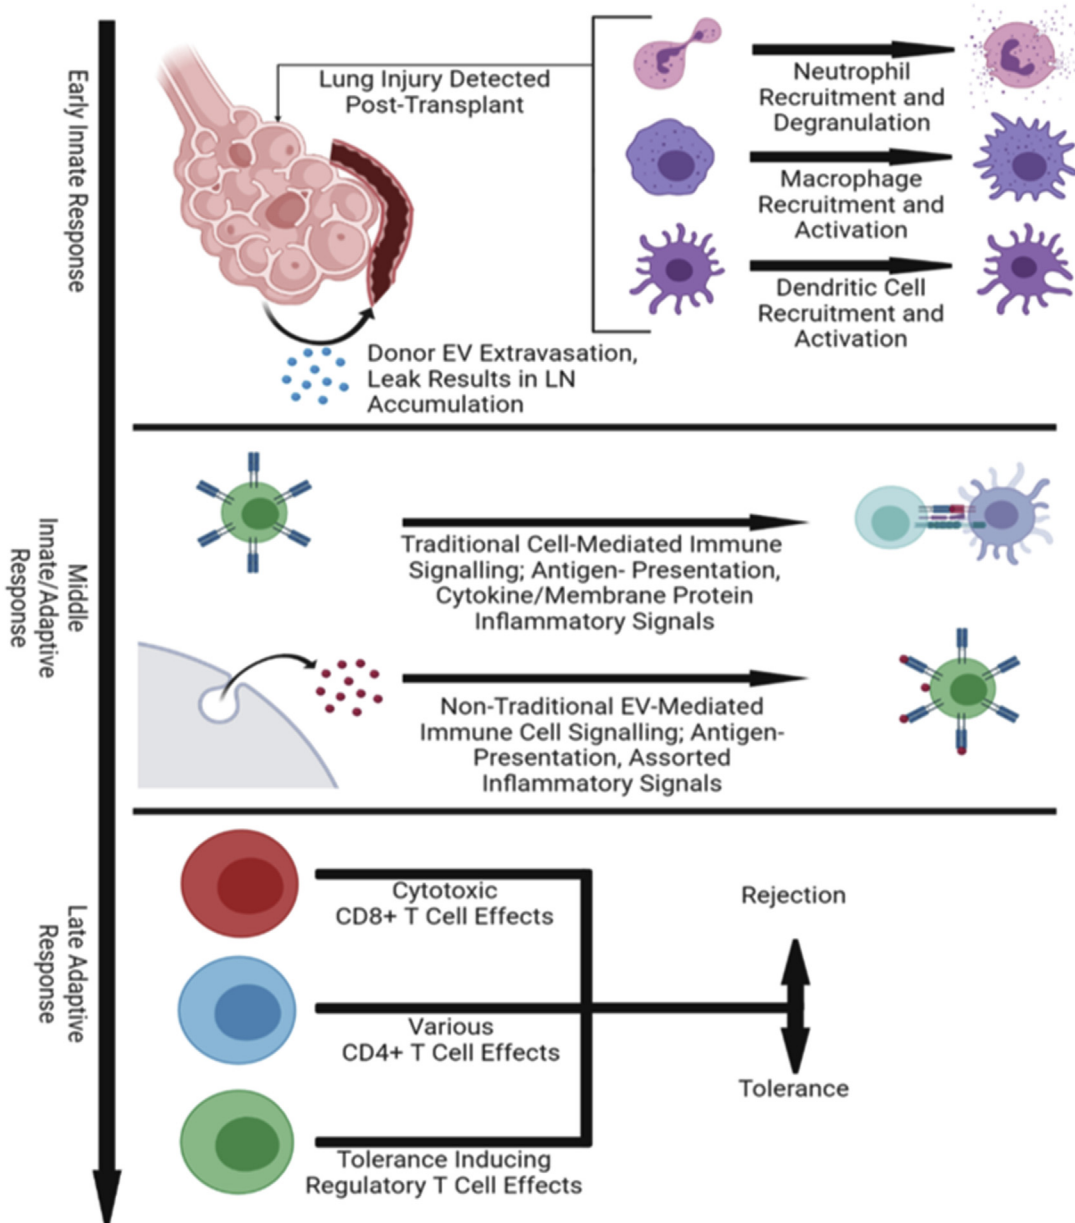 Early Innate Response
Lung Injury Detected
Post-Transplant
Neutrophil
Recruitment and
Degranulation
Macrophage
Recruitment and
Activation
Dendritic Cell
Recruitment and
Activation
Donor EV Extravasation,
Leak Results in LN
Accumulation
Middle
Innate/Adaptive
Response
Traditional Cell-Mediated Immune
Signalling; Antigen- Presentation,
Cytokine/Membrane Protein
Inflammatory Signals
Non-Traditional EV-Mediated
Immune Cell Signalling; Antigen-
Presentation, Assorted
Inflammatory Signals
Late Adaptive
Response
Cytotoxic
CD8+ T Cell Effects
Various
CD4+ T Cell Effects
Tolerance Inducing
Regulatory T Cell Effects
Rejection
Tolerance